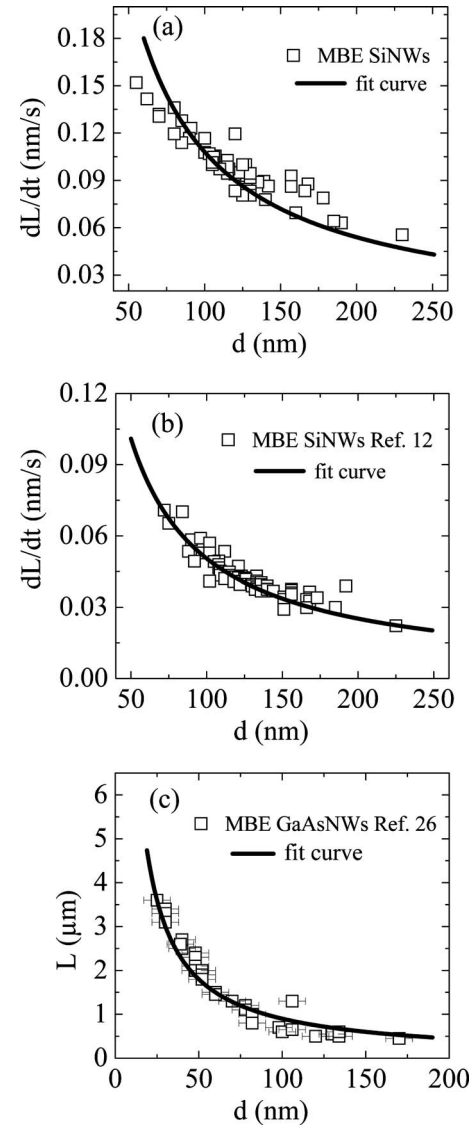 (a)
MBE SiNWs
fit curve
dL/dt (nm/s)
0.18
0.15
0.12
0.09
0.06
0.03
50 100 150 200 250
d (nm)
(b)
MBE SiNWs Ref. 12
fit curve
dL/dt (nm/s)
0.12
0.09
0.06
0.03
0.00
50 100 150 200 250
d (nm)
(c)
MBE GaAsNWs Ref. 26
fit curve
L (μm)
6
5
4
3
2
1
0
0 50 100 150 200
d (nm)